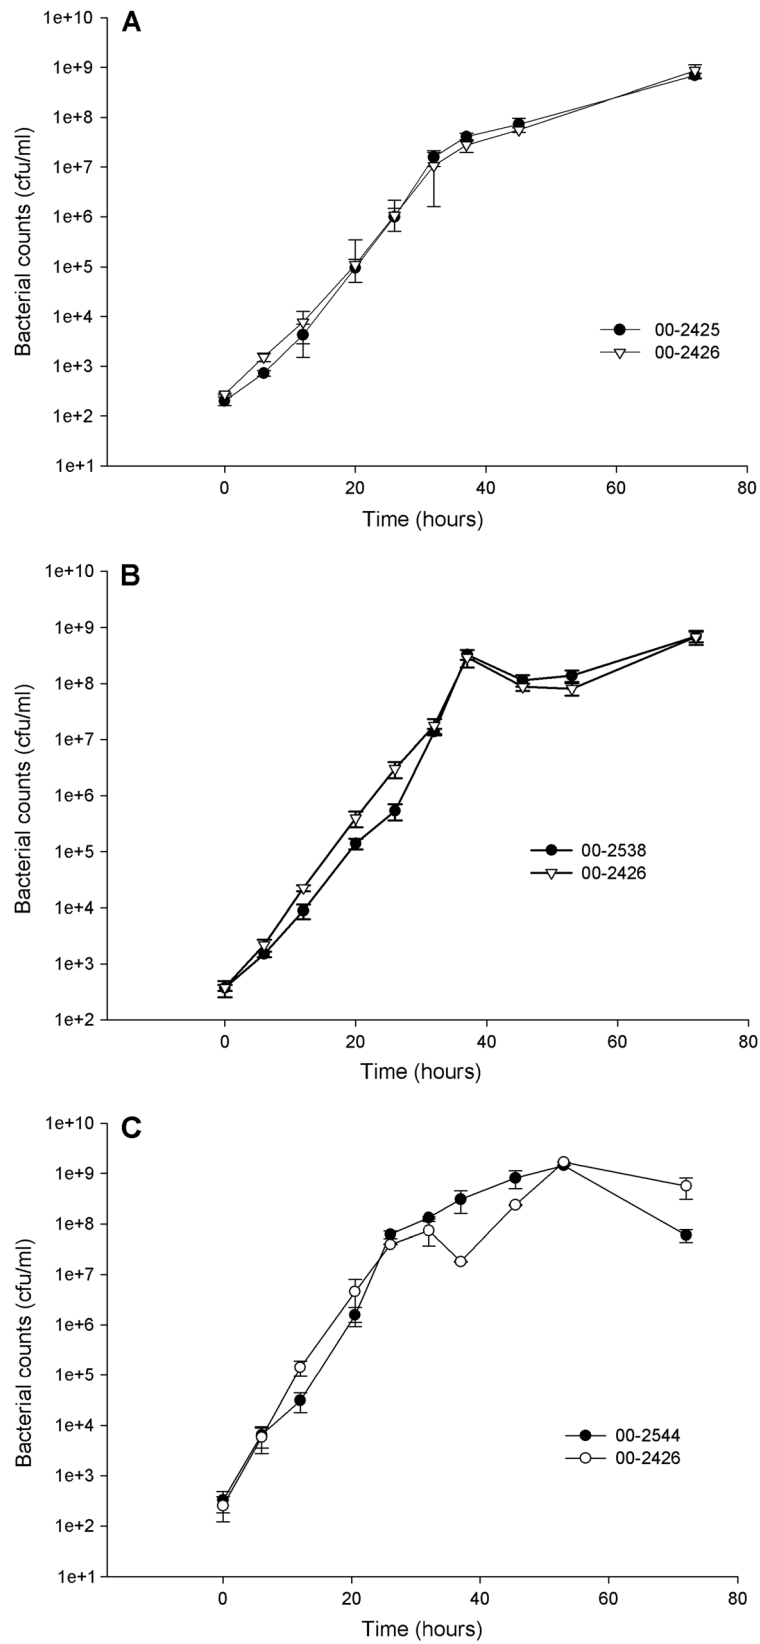 A
1e+10
1e+9
1e+8
1e+7
1e+6
1e+5
1e+4
1e+3
1e+2
1e+1
Bacterial counts (cfu/ml)
00-2425
00-2426
0 20 40 60 80
Time (hours)
B
1e+10
1e+9
1e+8
1e+7
1e+6
1e+5
1e+4
1e+3
1e+2
Bacterial counts (cfu/ml)
00-2538
00-2426
0 20 40 60 80
Time (hours)
C
1e+10
1e+9
1e+8
1e+7
1e+6
1e+5
1e+4
1e+3
1e+2
1e+1
Bacterial counts (cfu/ml)
00-2544
00-2426
0 20 40 60 80
Time (hours)